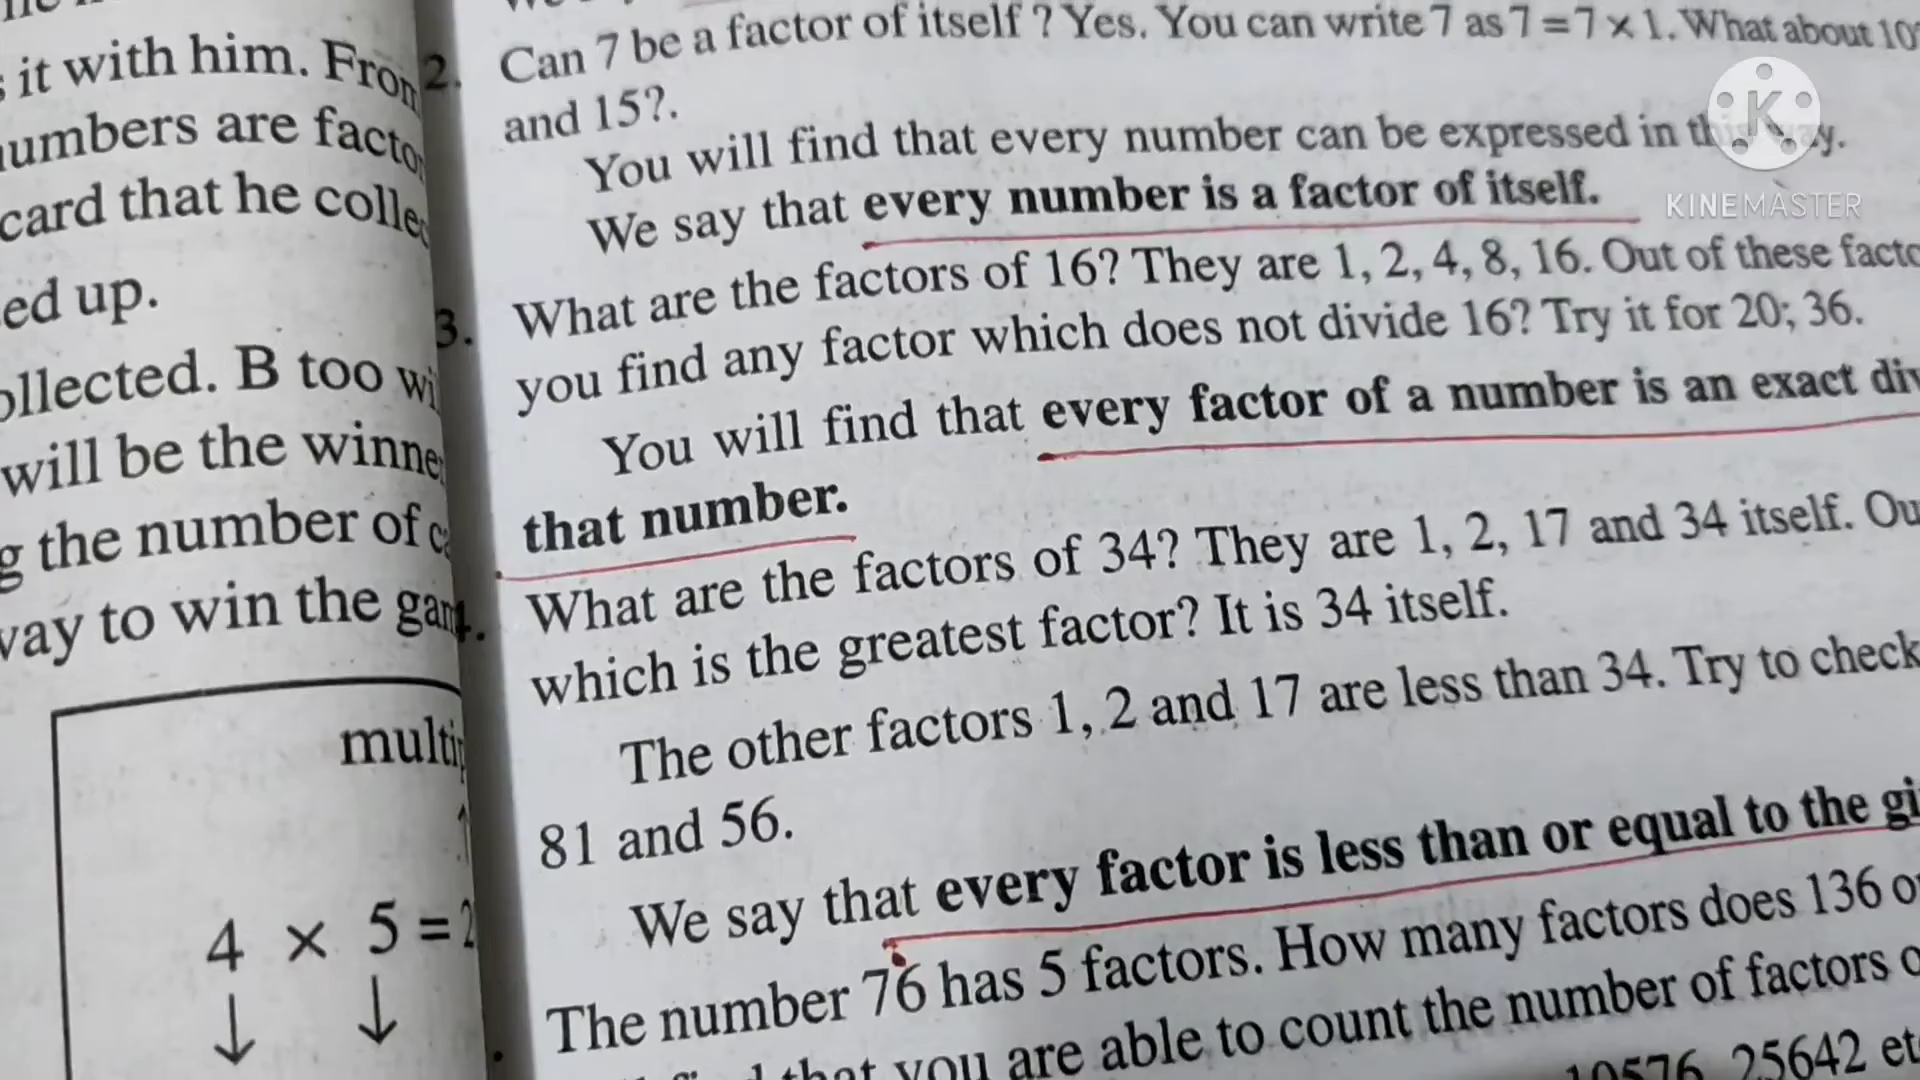 it with him. From
numbers are factor
card that he colle
ed up.
ollected. B too wi
will be the winne
g the number of
way to win the gam
multip
4 × 5 = 2
2. Can 7 be a factor of itself ? Yes. You can write 7 as 7 = 7 × 1. What about 10
and 15?.
You will find that every number can be expressed in this way.
We say that every number is a factor of itself.
3. What are the factors of 16? They are 1, 2, 4, 8, 16. Out of these facto
you find any factor which does not divide 16? Try it for 20; 36.
You will find that every factor of a number is an exact div
that number.
4. What are the factors of 34? They are 1, 2, 17 and 34 itself. Ou
which is the greatest factor? It is 34 itself.
The other factors 1, 2 and 17 are less than 34. Try to check
81 and 56.
We say that every factor is less than or equal to the gi
The number 76 has 5 factors. How many factors does 136 o
that you are able to count the number of factors o
10576, 25642 et
K
KINEMASTER